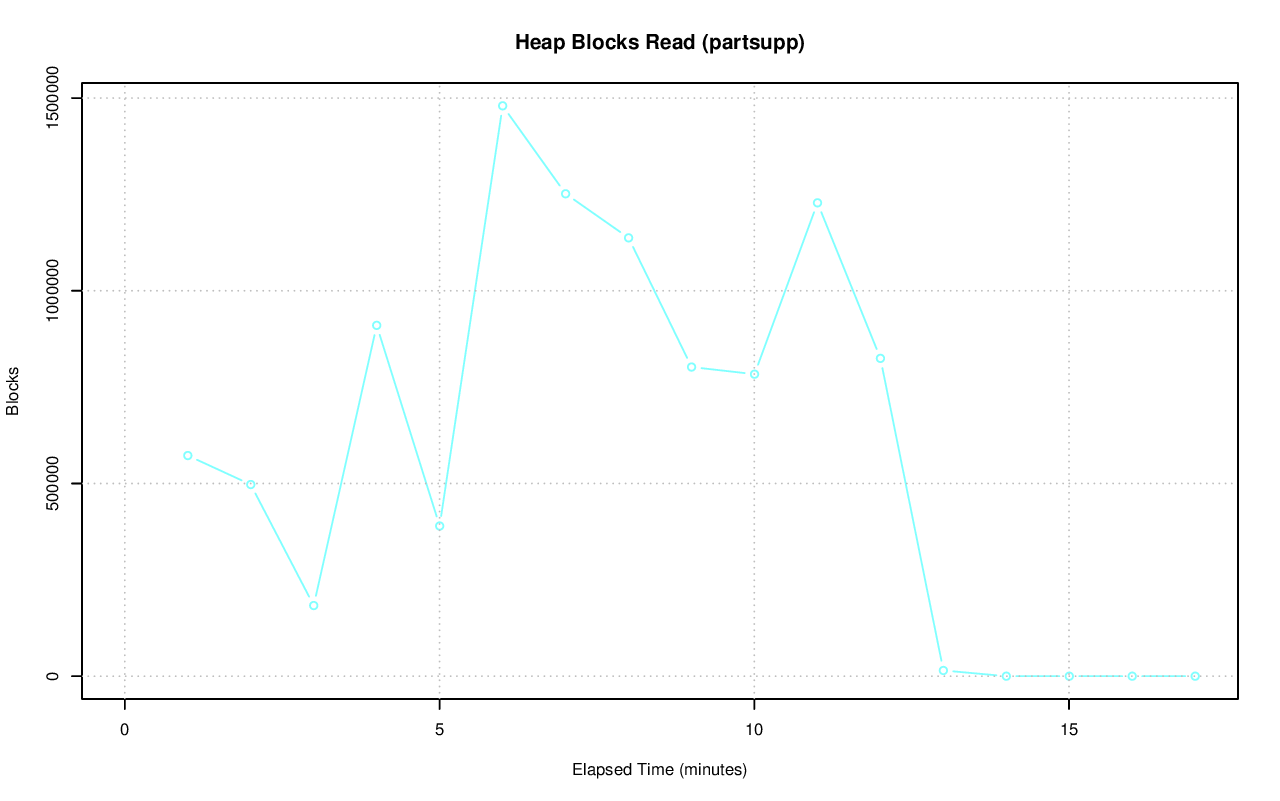 Heap Blocks Read (partsupp)
1500000
1000000
500000
0
Blocks
0 5 10 15
Elapsed Time (minutes)